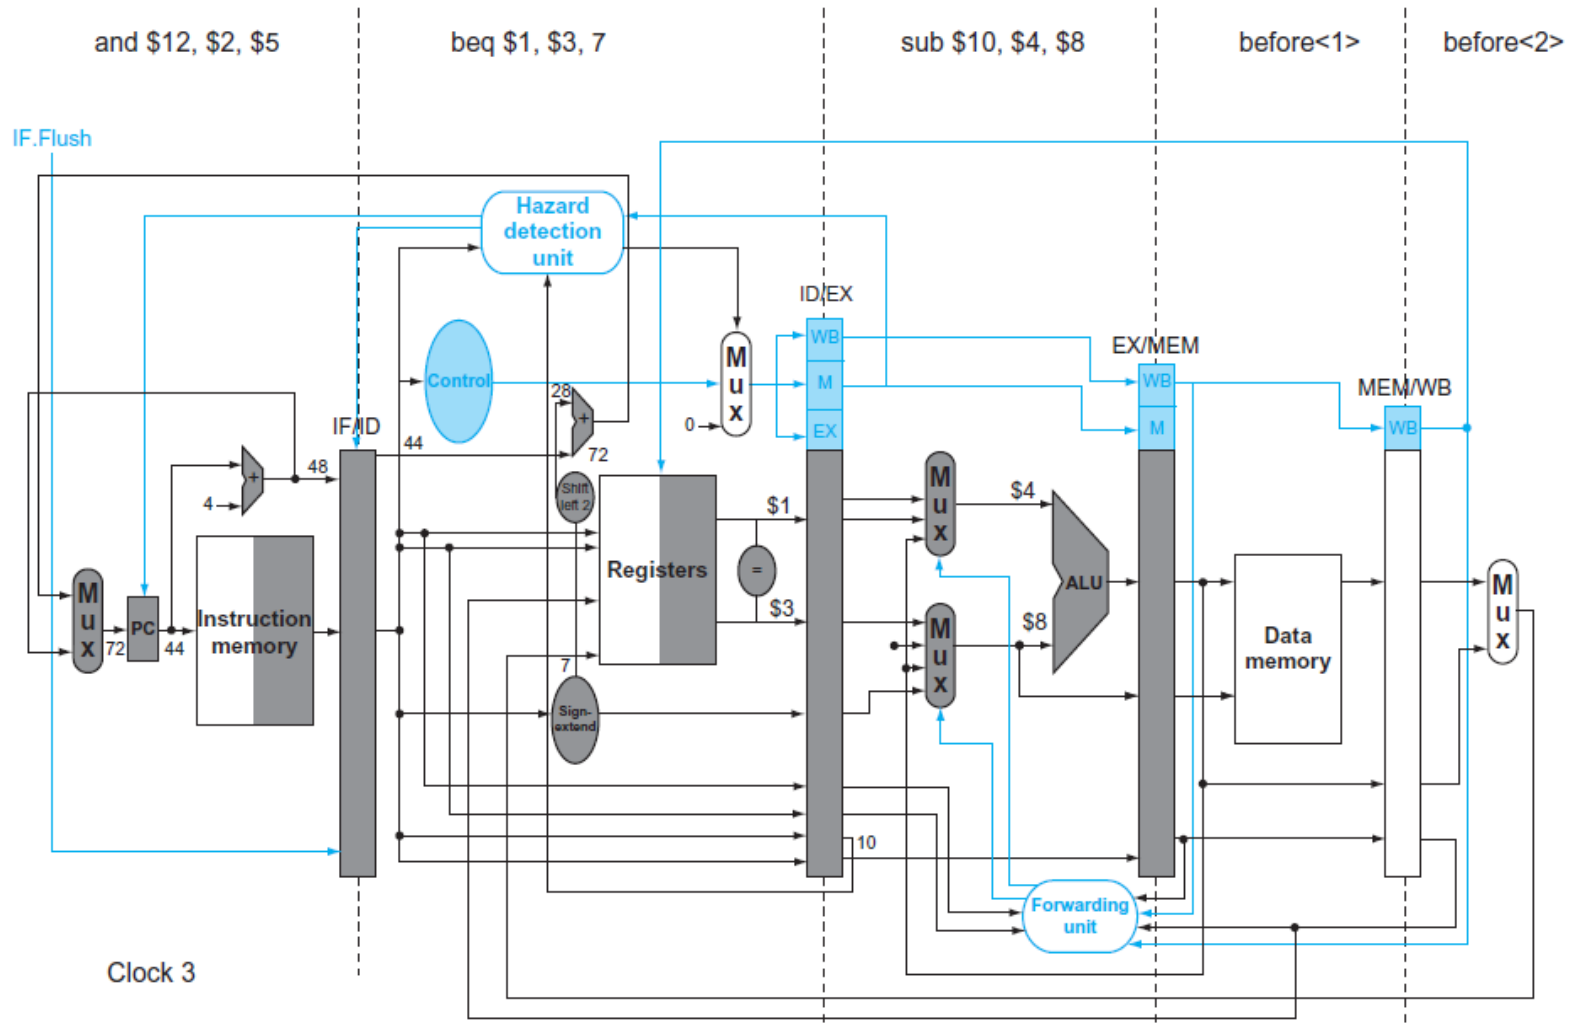 and $12, $2, $5
beq $1, $3, 7
sub $10, $4, $8
before<1>
before<2>
IF.Flush
Hazard
detection
unit
ID/EX
WB
M
EX
EX/MEM
WB
M
MEM/WB
WB
Control
M
u
x
0
28
+
72
IF/ID
44
48
+
4
Shift
left 2
$1
=
$3
Registers
M
u
x
$4
M
u
x
$8
ALU
M
u
x
72
PC
44
Instruction
memory
7
Sign-
extend
Data
memory
M
u
x
10
Forwarding
unit
Clock 3